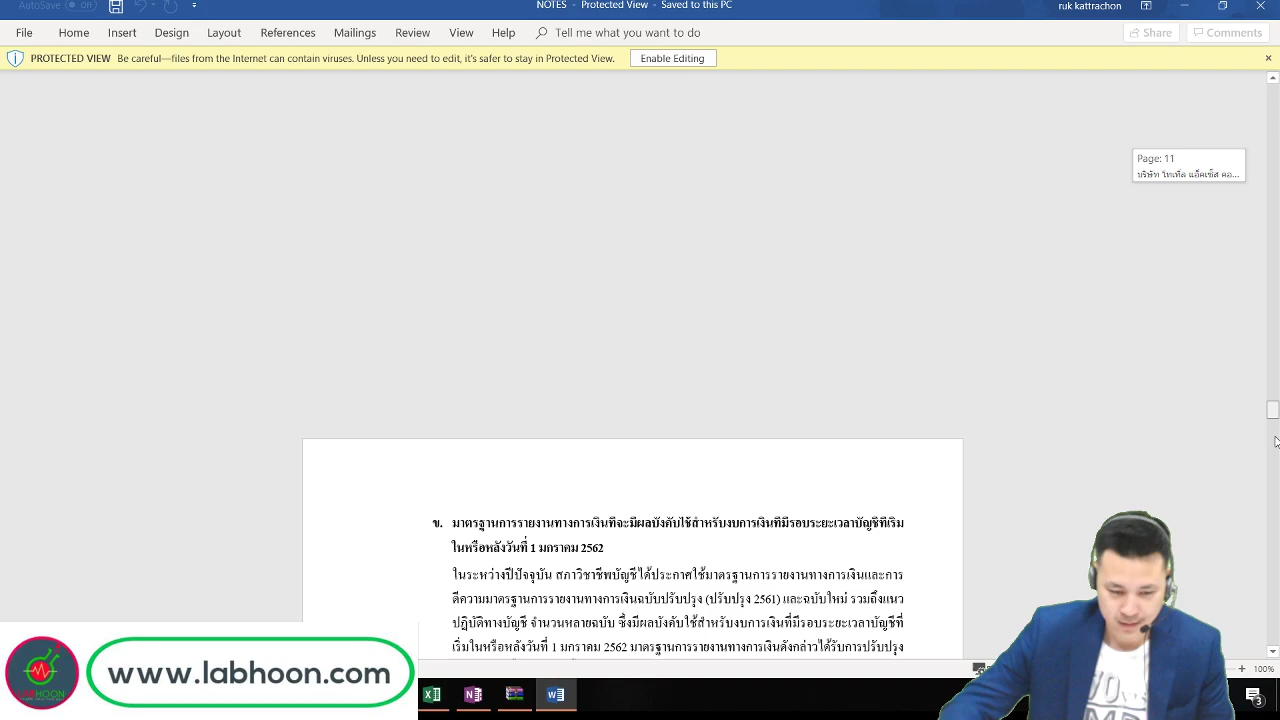 AutoSave Off
NOTES - Protected View - Saved to this PC
ruk kattrachon
File Home Insert Design Layout References Mailings Review View Help Tell me what you want to do
Share Comments
PROTECTED VIEW Be careful—files from the Internet can contain viruses. Unless you need to edit, it's safer to stay in Protected View. Enable Editing
Page: 11
บริษัท ไทเทิ่ล แอ็คเซ็ส คอ...
ข. มาตรฐานการรายงานทางการเงินที่จะมีผลบังคับใช้สำหรับงบการเงินที่มีรอบระยะเวลาบัญชีที่เริ่ม
ในหรือหลังวันที่ 1 มกราคม 2562
ในระหว่างปีปัจจุบัน สภาวิชาชีพบัญชีได้ประกาศใช้มาตรฐานการรายงานทางการเงินและการ
ตีความมาตรฐานการรายงานทางการเงินฉบับปรับปรุง (ปรับปรุง 2561) และฉบับใหม่ รวมถึงแนว
ปฏิบัติทางบัญชี จำนวนหลายฉบับ ซึ่งมีผลบังคับใช้สำหรับงบการเงินที่มีรอบระยะเวลาบัญชีที่
เริ่มในหรือหลังวันที่ 1 มกราคม 2562 มาตรฐานการรายงานทางการเงินดังกล่าวได้รับการปรับปรุง
100%
LABHOON
www.labhoon.com
3